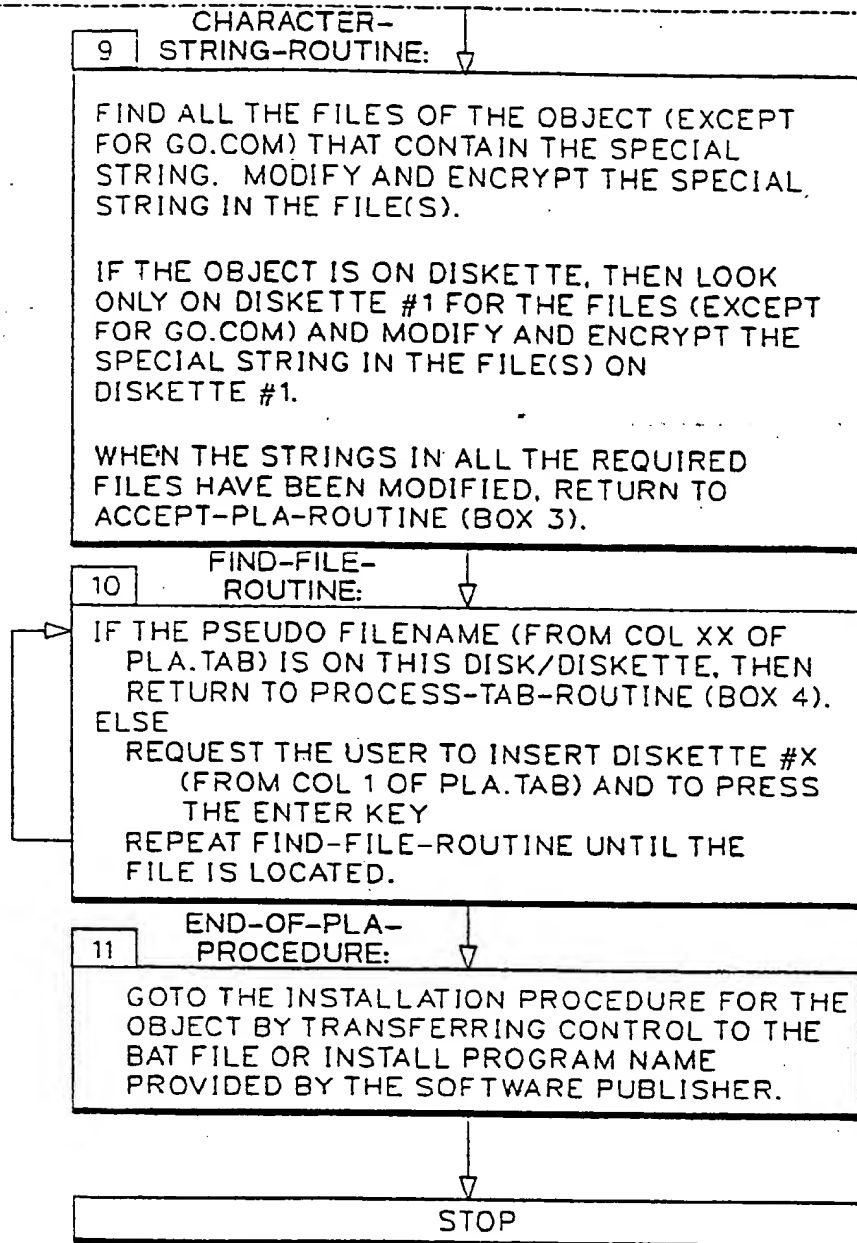 CHARACTER-
9 STRING-ROUTINE:
FIND ALL THE FILES OF THE OBJECT (EXCEPT
FOR GO.COM) THAT CONTAIN THE SPECIAL
STRING. MODIFY AND ENCRYPT THE SPECIAL
STRING IN THE FILE(S).
IF THE OBJECT IS ON DISKETTE, THEN LOOK
ONLY ON DISKETTE #1 FOR THE FILES (EXCEPT
FOR GO.COM) AND MODIFY AND ENCRYPT THE
SPECIAL STRING IN THE FILE(S) ON
DISKETTE #1.
WHEN THE STRINGS IN ALL THE REQUIRED
FILES HAVE BEEN MODIFIED, RETURN TO
ACCEPT-PLA-ROUTINE (BOX 3).
FIND-FILE-
10 ROUTINE:
IF THE PSEUDO FILENAME (FROM COL XX OF
PLA.TAB) IS ON THIS DISK/DISKETTE, THEN
RETURN TO PROCESS-TAB-ROUTINE (BOX 4).
ELSE
REQUEST THE USER TO INSERT DISKETTE #X
(FROM COL 1 OF PLA.TAB) AND TO PRESS
THE ENTER KEY
REPEAT FIND-FILE-ROUTINE UNTIL THE
FILE IS LOCATED.
END-OF-PLA-
11 PROCEDURE:
GOTO THE INSTALLATION PROCEDURE FOR THE
OBJECT BY TRANSFERRING CONTROL TO THE
BAT FILE OR INSTALL PROGRAM NAME
PROVIDED BY THE SOFTWARE PUBLISHER.
STOP